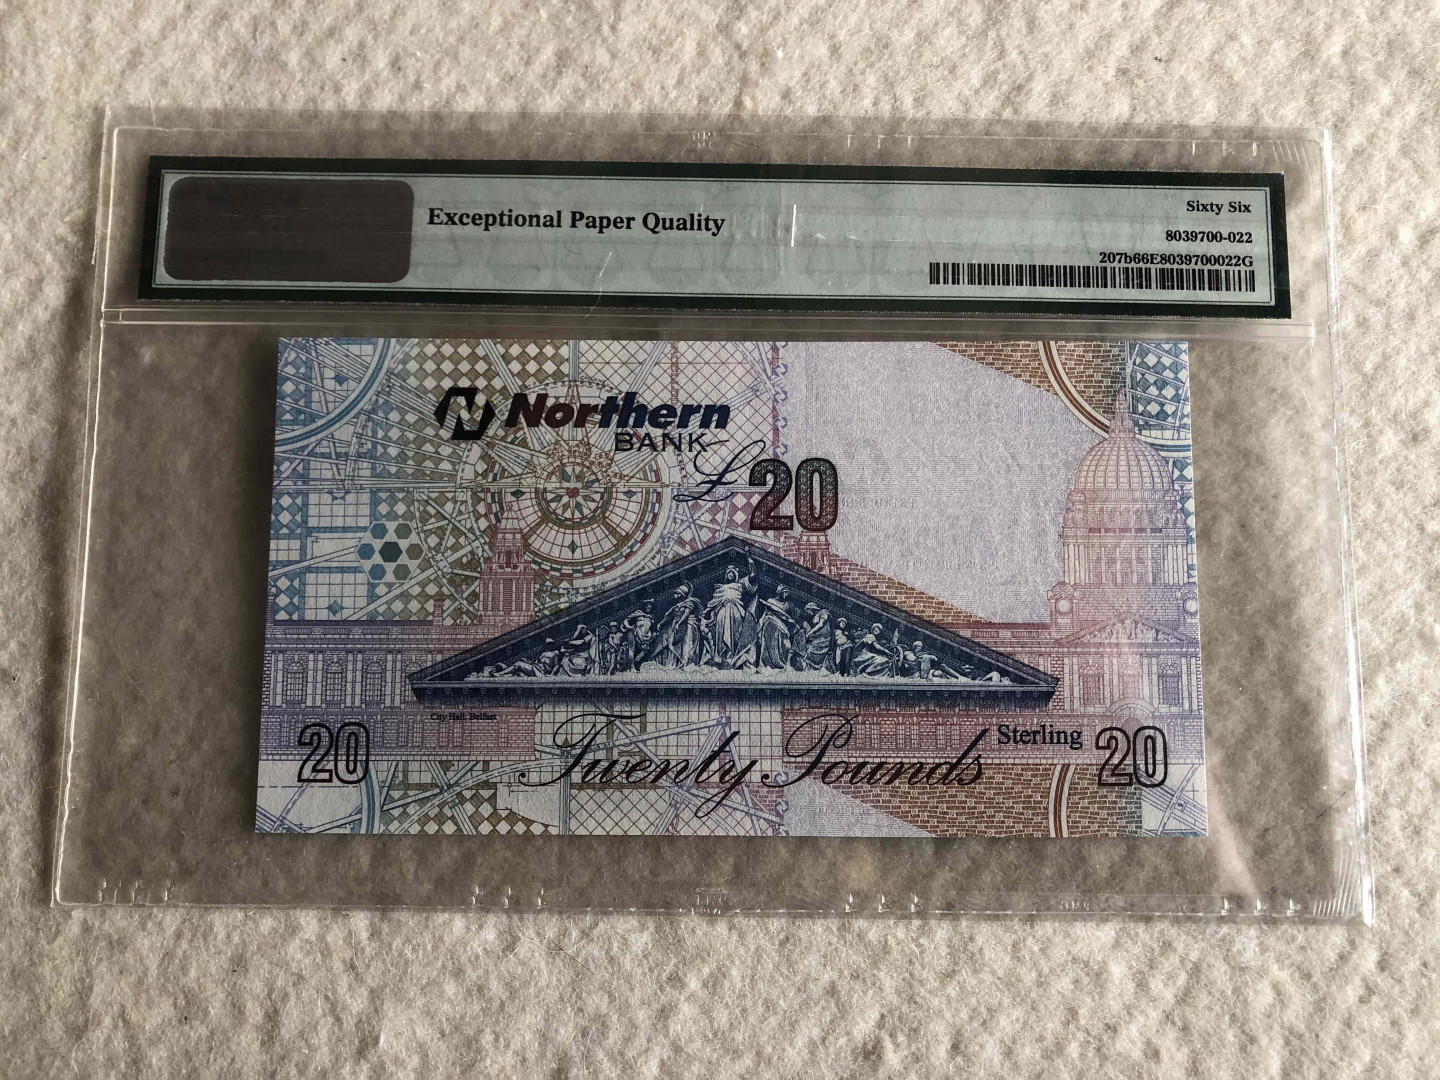 Exceptional Paper Quality
Sixty Six
8039700-022
207b66E8039700022G
Northern
BANK
£20
City Hall, Belfast
Twenty Pounds Sterling
20
20